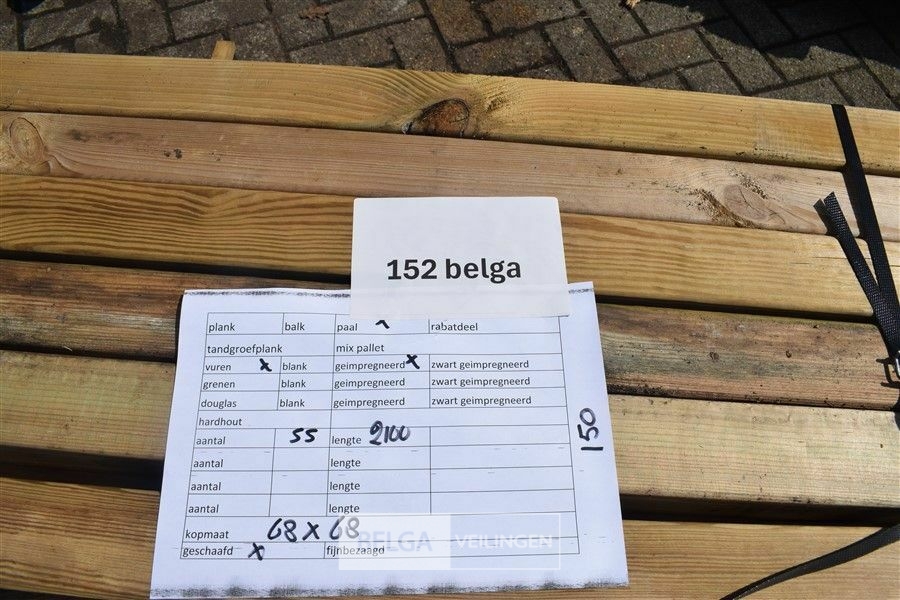 152 belga
plank balk paal x rabatdeel
tandgroefplank mix pallet
vuren x blank geimpregneerd x zwart geimpregneerd
grenen blank geimpregneerd zwart geimpregneerd
douglas blank geimpregneerd zwart geimpregneerd
hardhout
aantal 55 lengte 2100
aantal lengte
aantal lengte
aantal lengte
kopmaat 68 x 68
geschaafd x fijnbezaagd
150
BELGA VEILINGEN